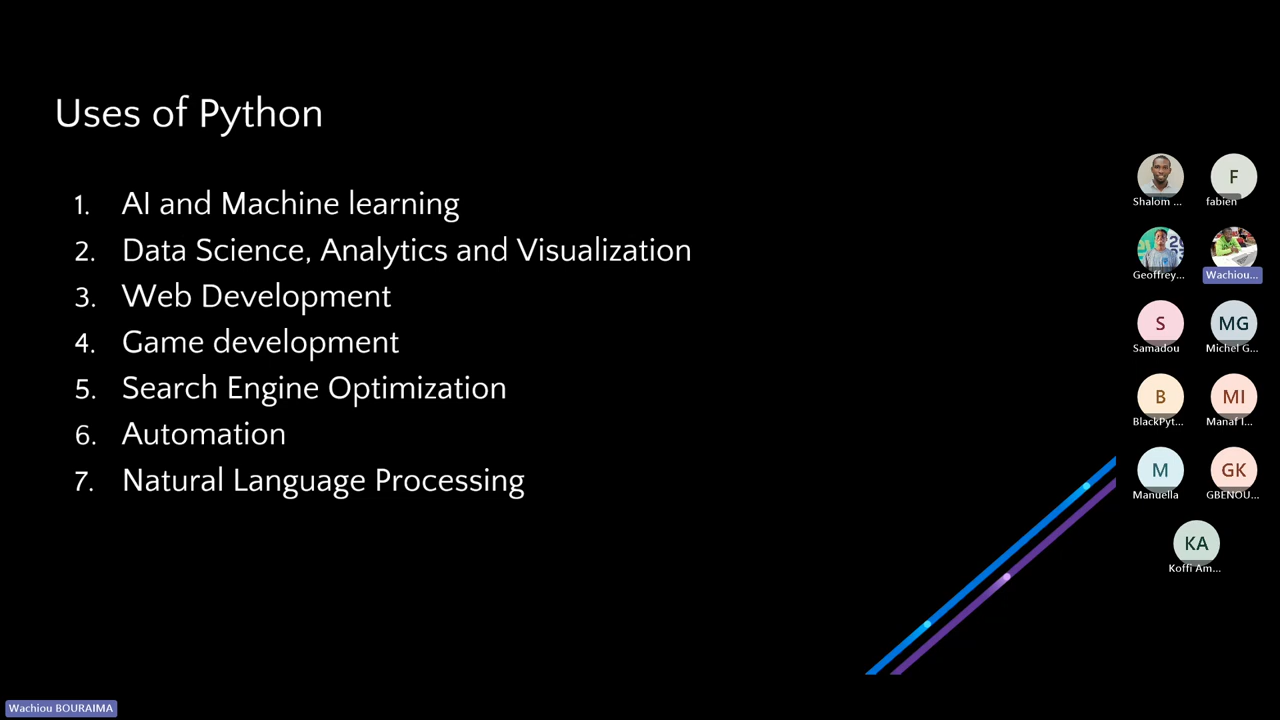 Uses of Python
1. AI and Machine learning
2. Data Science, Analytics and Visualization
3. Web Development
4. Game development
5. Search Engine Optimization
6. Automation
7. Natural Language Processing
Shalom ...
F
fabien
Geoffrey...
Wachiou...
S
Samadou
MG
Michel G...
B
BlackPyt...
MI
Manaf I...
M
Manuella
GK
GBENOU...
KA
Koffi Am...
Wachiou BOURAIMA